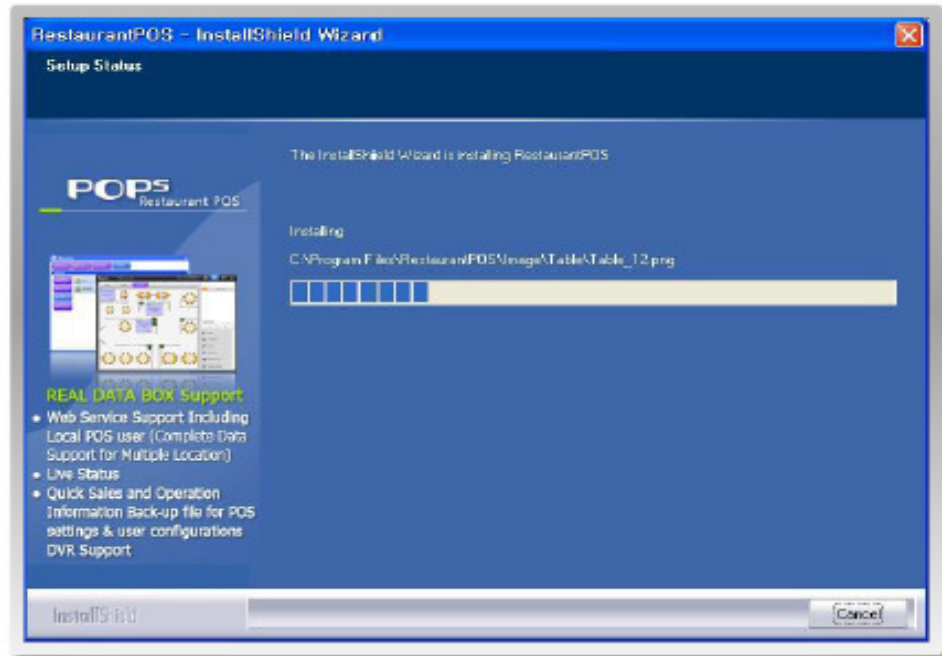 RestaurantPOS - InstallShield Wizard
Setup Status
The InstallShield Wizard is installing RestaurantPOS
POPs
Restaurant POS
Installing
C:\Program Files\RestaurantPOS\Image\Table\Table_12.png
REAL DATA BOX Support
• Web Service Support Including
Local POS user (Complete Data
Support for Multiple Location)
• Live Status
• Quick Sales and Operation
Information Back-up file for POS
settings & user configurations
DVR Support
InstallShield
Cancel